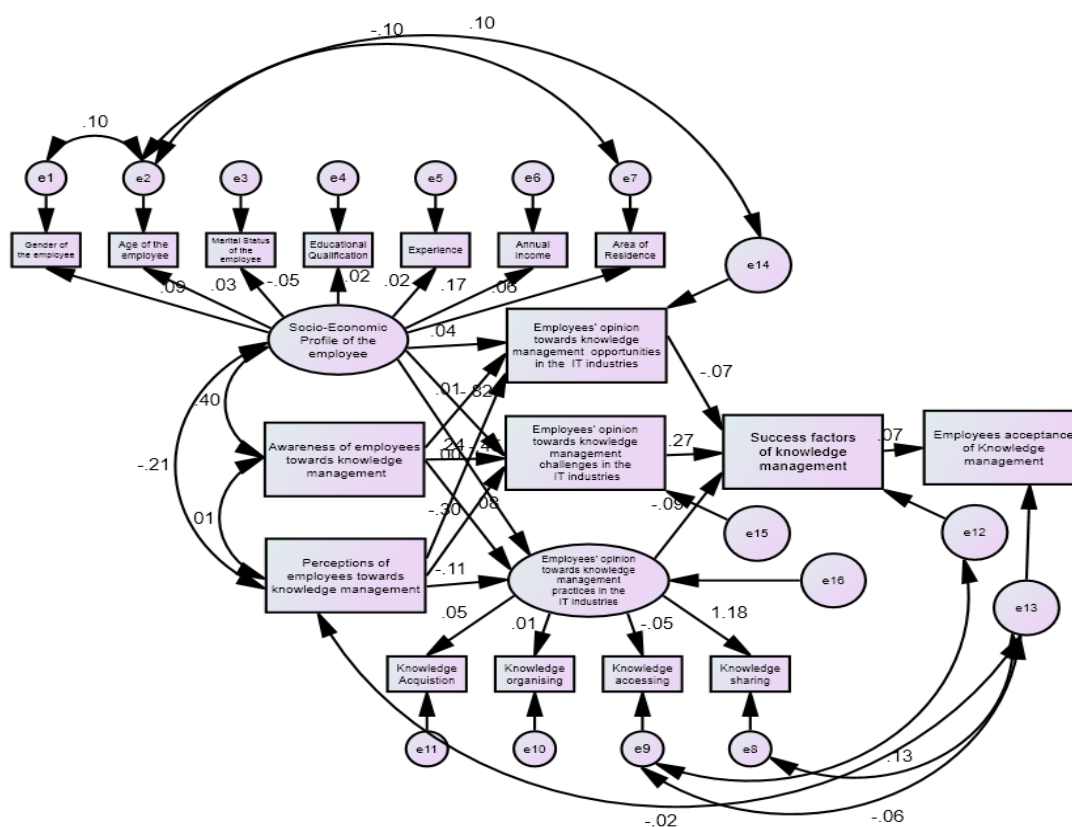 -.10
.10
.10
e1
e2
e3
e4
e5
e6
e7
Gender of
the employee
Age of the
employee
Marital Status
of the
employee
Educational
Qualification
Experience
Annual
Income
Area of
Residence
e14
.09
.03
-.05
.02
.02
.17
.06
Socio-Economic
Profile of the
employee
.04
Employees' opinion
towards knowledge
management opportunities
in the IT industries
-.07
.40
.01
-.82
-.21
Awareness of employees
towards knowledge
management
.24
.00
Employees' opinion
towards knowledge
management
challenges in the
IT industries
.27
Success factors
of knowledge
management
.07
Employees acceptance
of Knowledge
management
.01
-.30
.08
-.09
e15
e12
Perceptions of
employees towards
knowledge management
-.11
Employees' opinion
towards knowledge
management
practices in the
IT industries
e16
e13
.05
.01
-.05
1.18
Knowledge
Acquistion
Knowledge
organising
Knowledge
accessing
Knowledge
sharing
e11
e10
e9
e8
.13
-.02
-.06